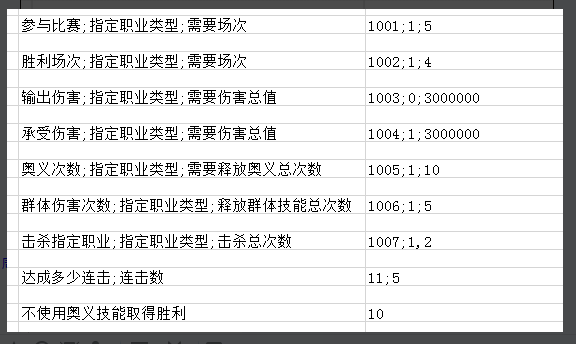 参与比赛;指定职业类型;需要场次 1001;1;5
胜利场次;指定职业类型;需要场次 1002;1;4
输出伤害;指定职业类型;需要伤害总值 1003;0;3000000
承受伤害;指定职业类型;需要伤害总值 1004;1;3000000
奥义次数;指定职业类型;需要释放奥义总次数 1005;1;10
群体伤害次数;指定职业类型;释放群体技能总次数 1006;1;5
击杀指定职业;指定职业类型;击杀总次数 1007;1,2
达成多少连击;连击数 11;5
不使用奥义技能取得胜利 10